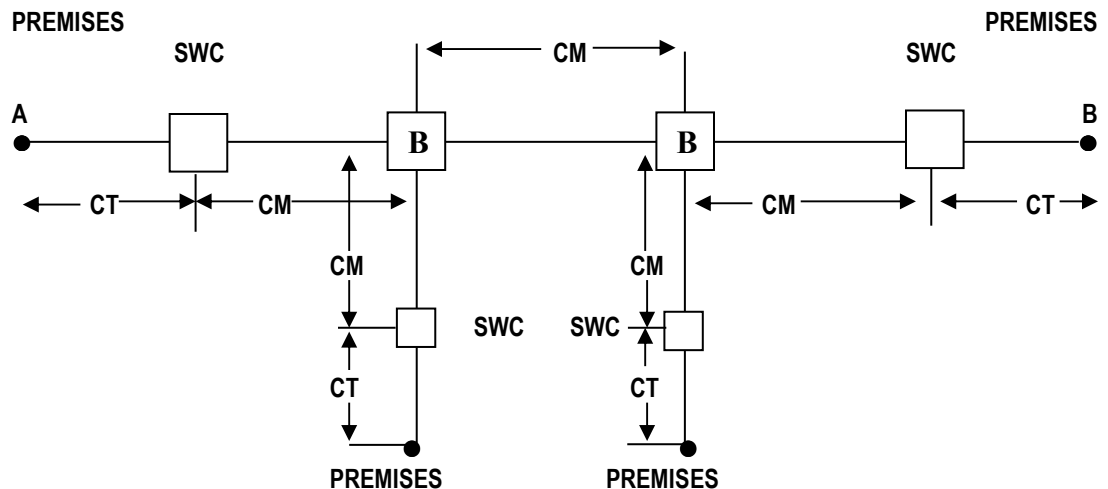 PREMISES PREMISES
SWC CM SWC
A B
B B
CT CM CM CT
CM CM
SWC SWC
CT CT
PREMISES PREMISES